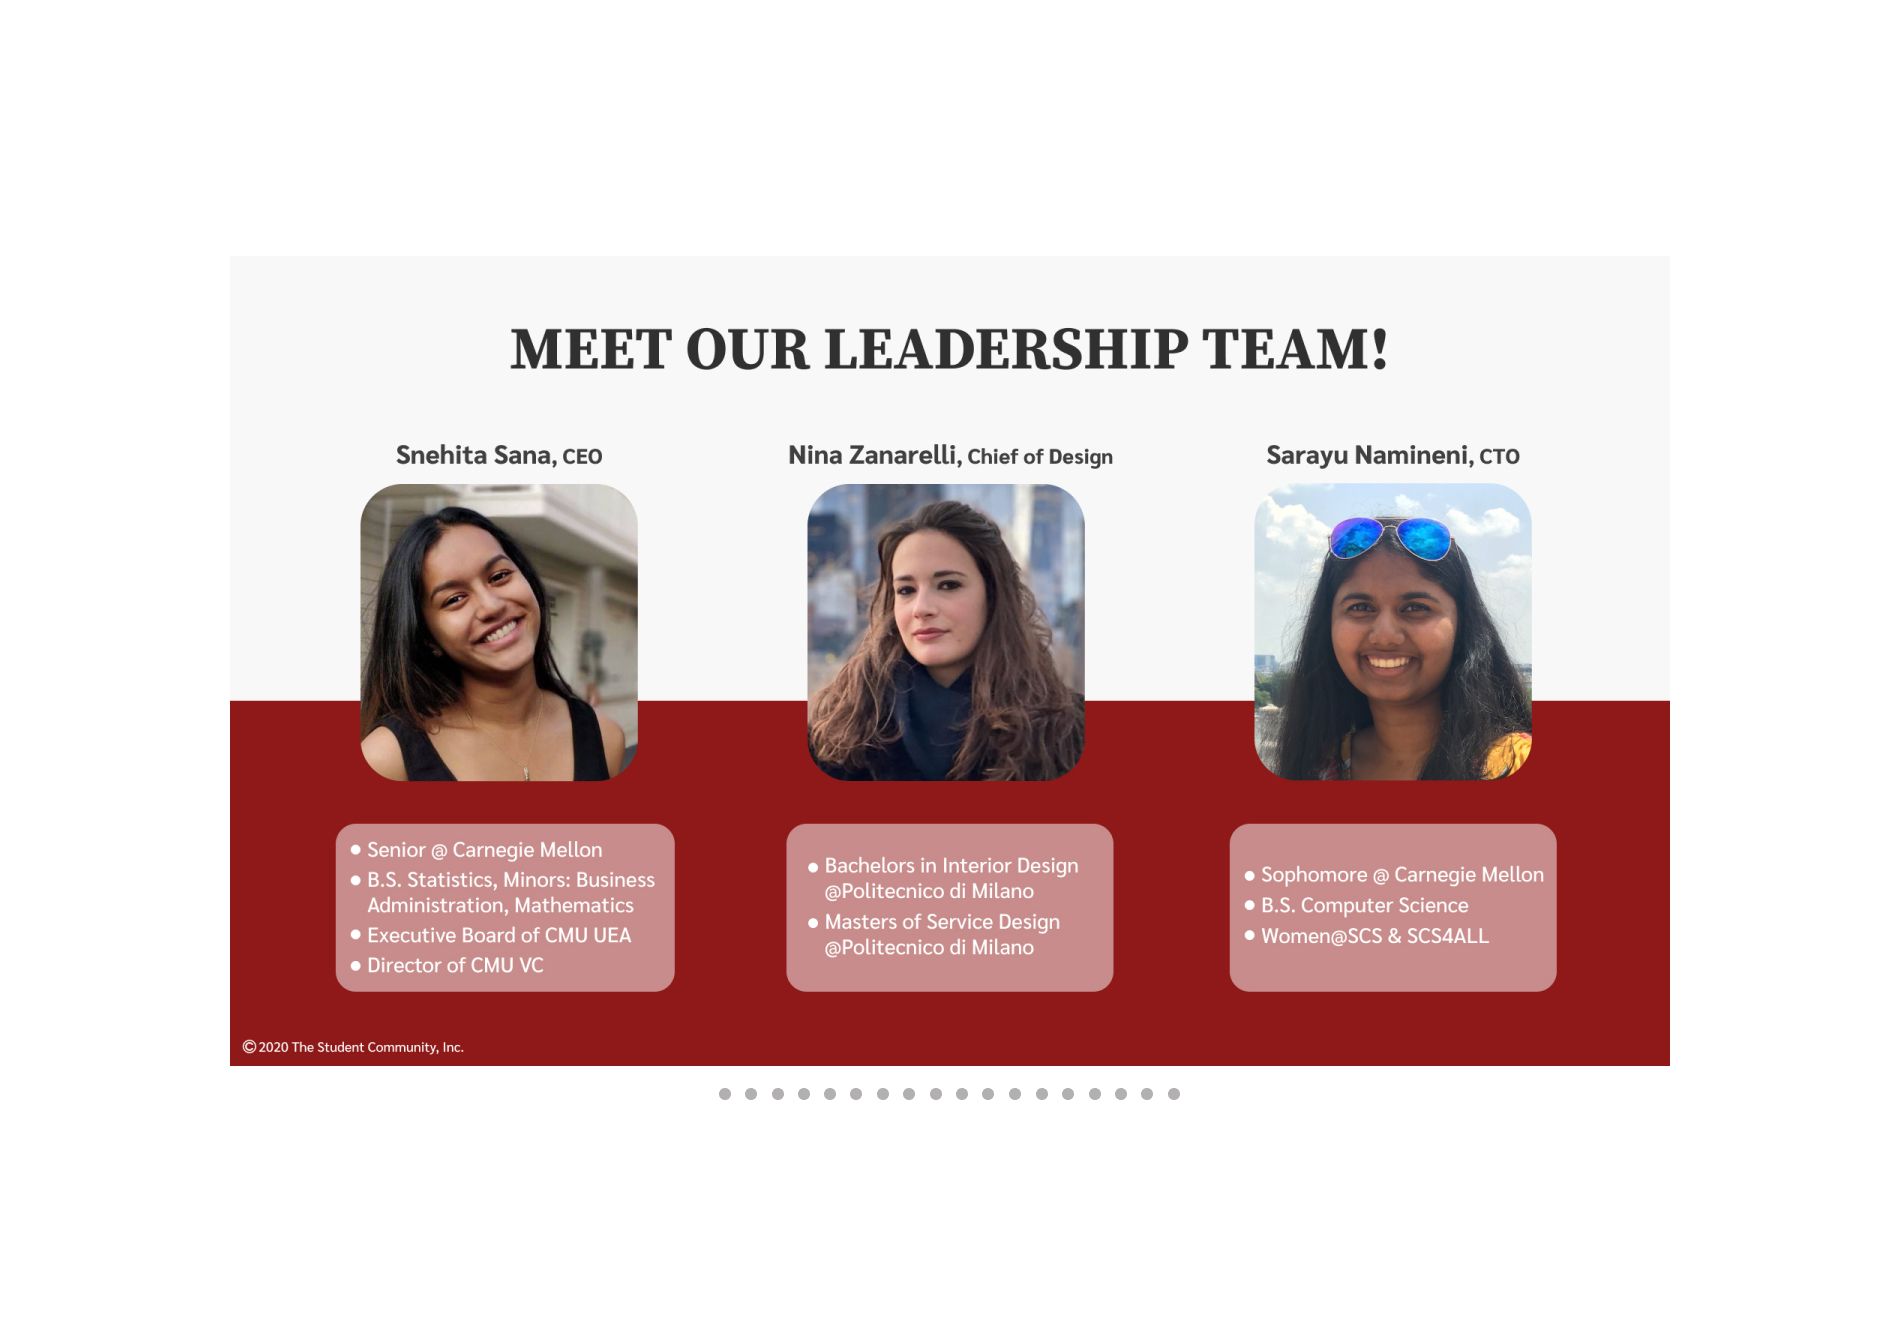 MEET OUR LEADERSHIP TEAM!
Snehita Sana, CEO
Nina Zanarelli, Chief of Design
Sarayu Namineni, CTO
● Senior @ Carnegie Mellon
● B.S. Statistics, Minors: Business
Administration, Mathematics
● Executive Board of CMU UEA
● Director of CMU VC
● Bachelors in Interior Design
@Politecnico di Milano
● Masters of Service Design
@Politecnico di Milano
● Sophomore @ Carnegie Mellon
● B.S. Computer Science
● Women@SCS & SCS4ALL
© 2020 The Student Community, Inc.